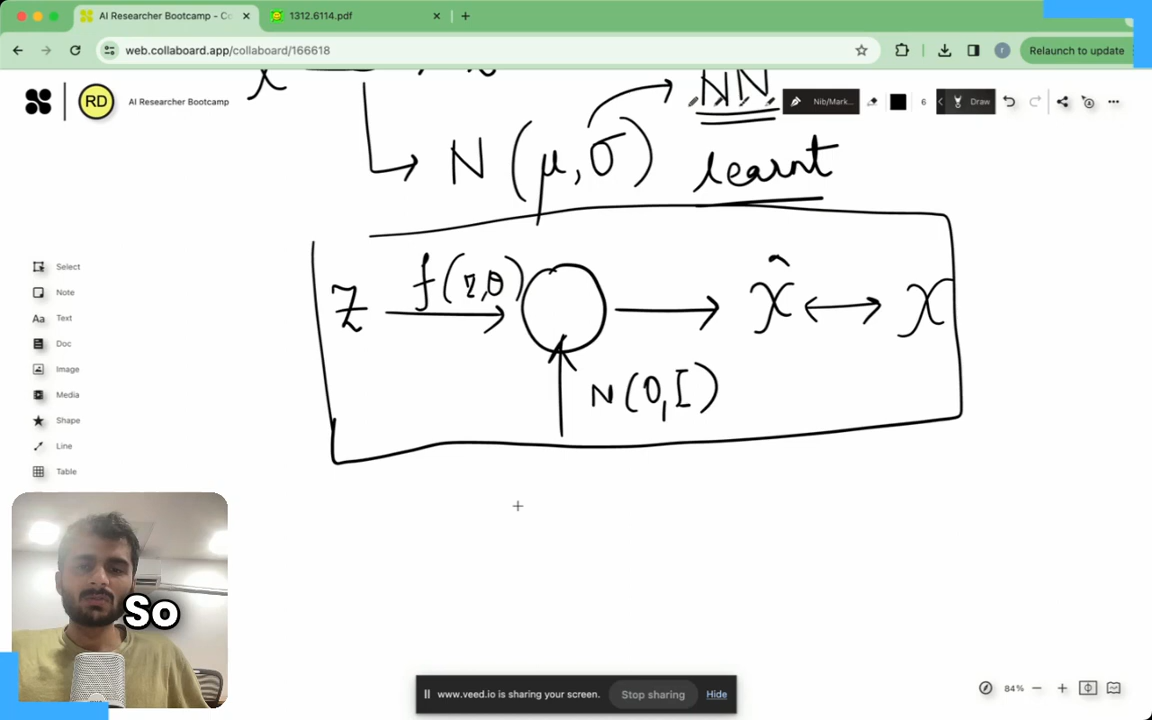 AI Researcher Bootcamp - Co
1312.6114.pdf
web.collaboard.app/collaboard/166618
r
Relaunch to update
RD
AI Researcher Bootcamp
NN
Nib/Mark...
6
Draw
N (μ, σ) learnt
Select
Note
Aa Text
Doc
Image
Media
Shape
Line
Table
z f(z,θ) x̂ ↔ x
N(0,I)
So
www.veed.io is sharing your screen. Stop sharing Hide
84%